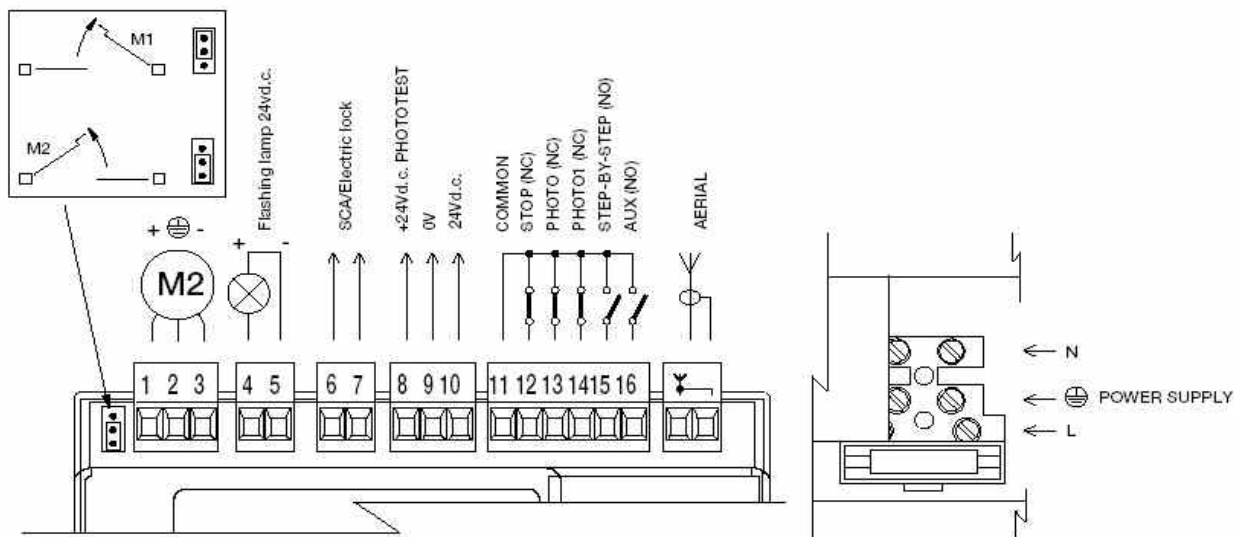 M1
M2
Flashing lamp 24vd.c.
SCA/Electric lock
+24Vd.c. PHOTOTEST
0V
24Vd.c.
COMMON
STOP (NC)
PHOTO (NC)
PHOTO1 (NC)
STEP-BY-STEP (NO)
AUX (NO)
AERIAL
+ -
M2
+ -
1 2 3 4 5 6 7 8 9 10 11 12 13 14 15 16
N
POWER SUPPLY
L